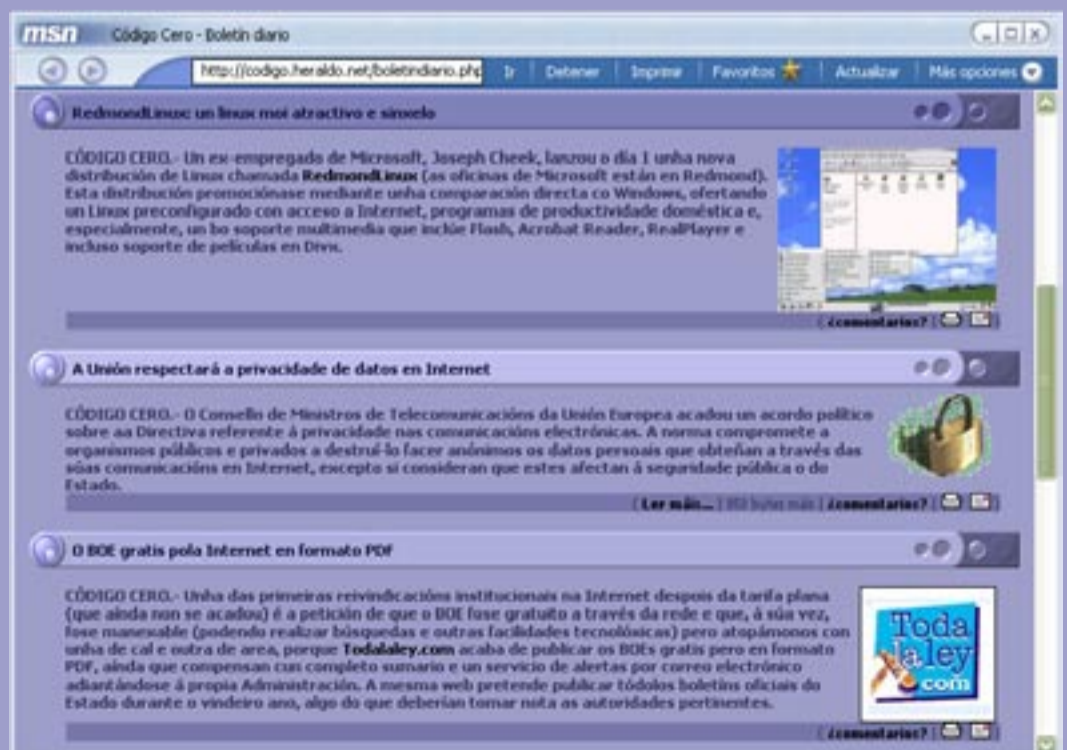 msn Código Cero - Boletín diario
http://codigo.heraldo.net/boletindiario.php Ir Detener Imprimir Favoritos Actualizar Más opciones
RedmondLinux: un linux moi atractivo e sinxelo
CÓDIGO CERO.- Un ex-empregado de Microsoft, Joseph Cheek, lanzou o día 1 unha nova
distribución de Linux chamada RedmondLinux (as oficinas de Microsoft están en Redmond).
Esta distribución promociónase mediante unha comparación directa co Windows, ofertando
un Linux preconfigurado con acceso a Internet, programas de productividade doméstica e,
especialmente, un bo soporte multimedia que inclúe Flash, Acrobat Reader, RealPlayer e
incluso soporte de películas en Divx.
( ¿comentarios? | )
A Unión respectará a privacidade de datos en Internet
CÓDIGO CERO.- O Consello de Ministros de Telecomunicacións da Unión Europea acadou un acordo político
sobre aa Directiva referente á privacidade nas comunicacións electrónicas. A norma compromete a
organismos públicos e privados a destruí-lo facer anónimos os datos persoais que obteñan a través das
súas comunicacións en Internet, excepto si consideran que estes afectan á seguridade pública o do
Estado.
( Ler máis... | bytes máis | ¿comentarios? | )
O BOE gratis pola Internet en formato PDF
CÓDIGO CERO.- Unha das primeiras reivindicacións institucionais na Internet despois da tarifa plana
(que aínda non se acadou) é a petición de que o BOE fose gratuito a través da rede e que, á súa vez,
fose manexable (podendo realizar búsquedas e outras facilidades tecnolóxicas) pero atopámonos con
unha de cal e outra de area, porque Todalaley.com acaba de publicar os BOEs gratis pero en formato
PDF, aínda que compensan cun completo sumario e un servicio de alertas por correo electrónico
adiantándose á propia Administración. A mesma web pretende publicar tódolos boletíns oficiais do
Estado durante o vindeiro ano, algo do que deberían tomar nota as autoridades pertinentes.
Toda
la ley
com
( ¿comentarios? | )